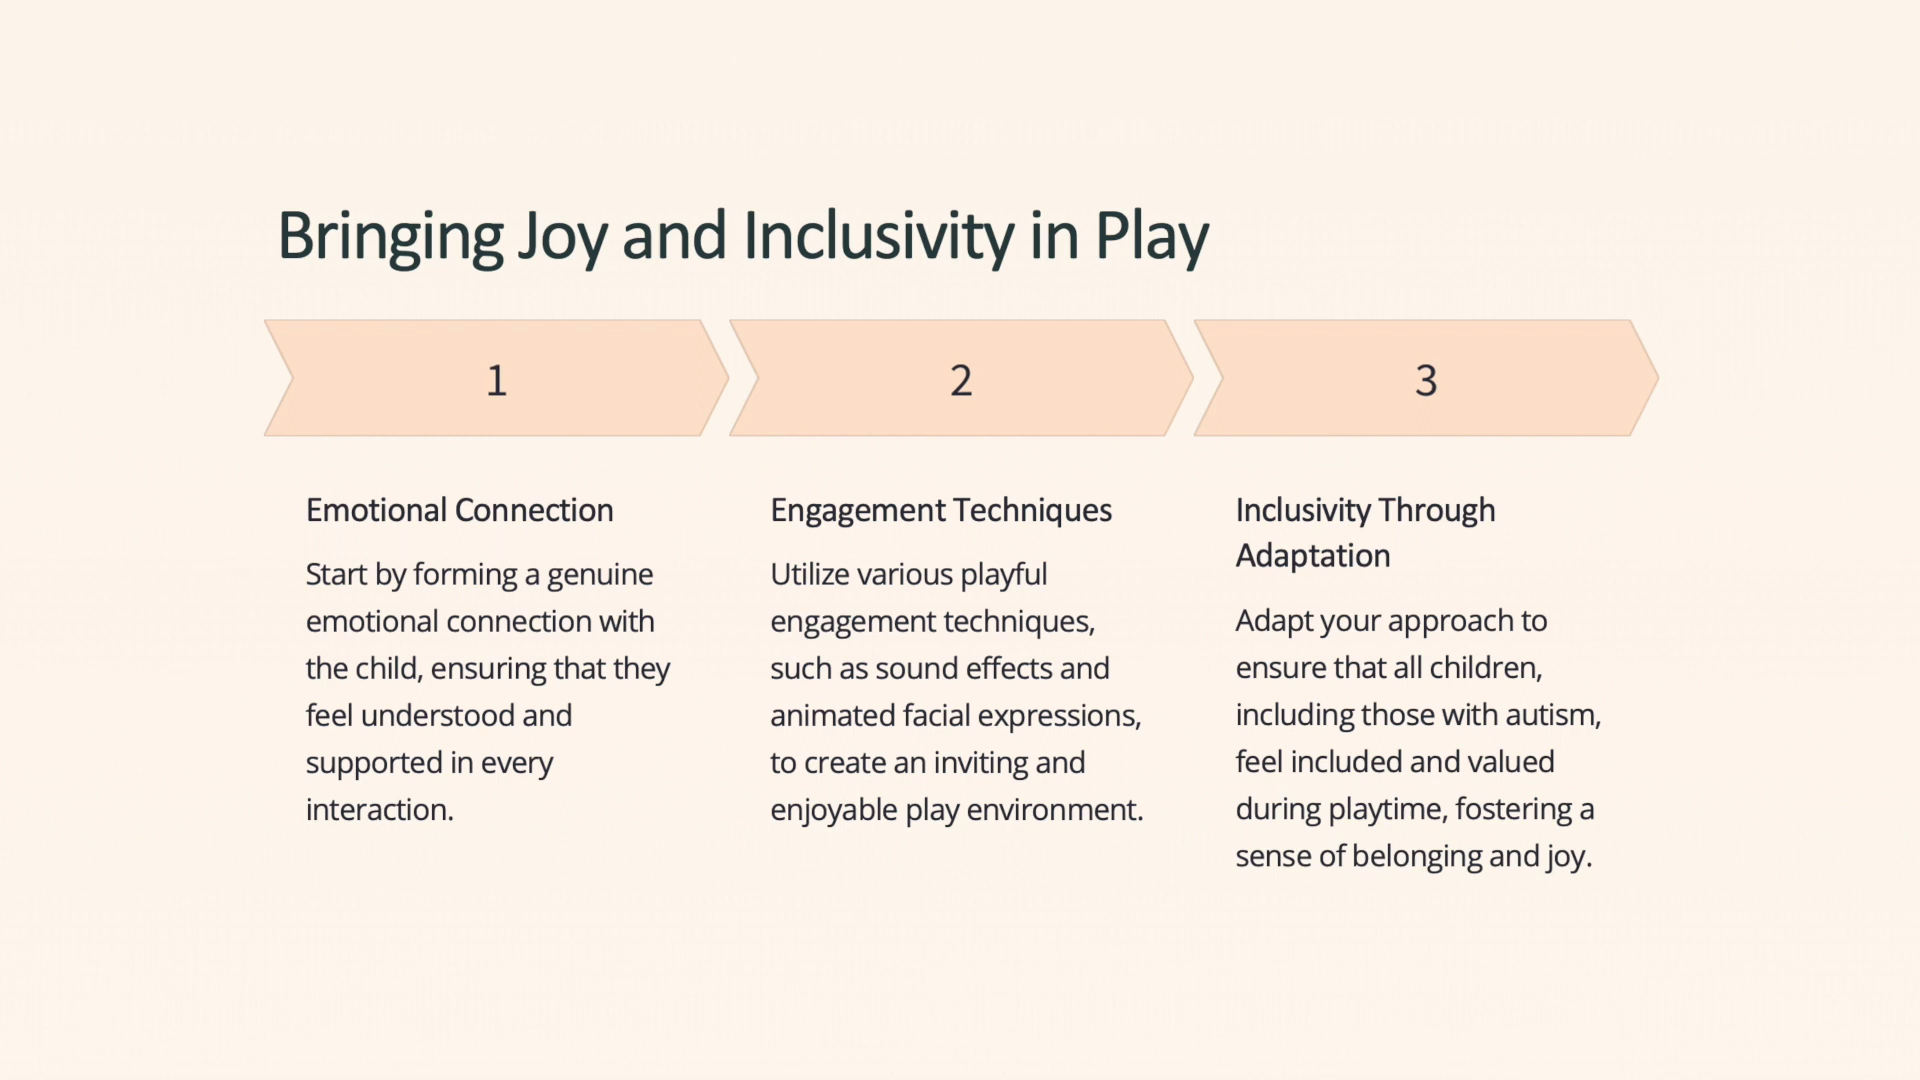 Bringing Joy and Inclusivity in Play
1
2
3
Emotional Connection
Start by forming a genuine
emotional connection with
the child, ensuring that they
feel understood and
supported in every
interaction.
Engagement Techniques
Utilize various playful
engagement techniques,
such as sound effects and
animated facial expressions,
to create an inviting and
enjoyable play environment.
Inclusivity Through
Adaptation
Adapt your approach to
ensure that all children,
including those with autism,
feel included and valued
during playtime, fostering a
sense of belonging and joy.